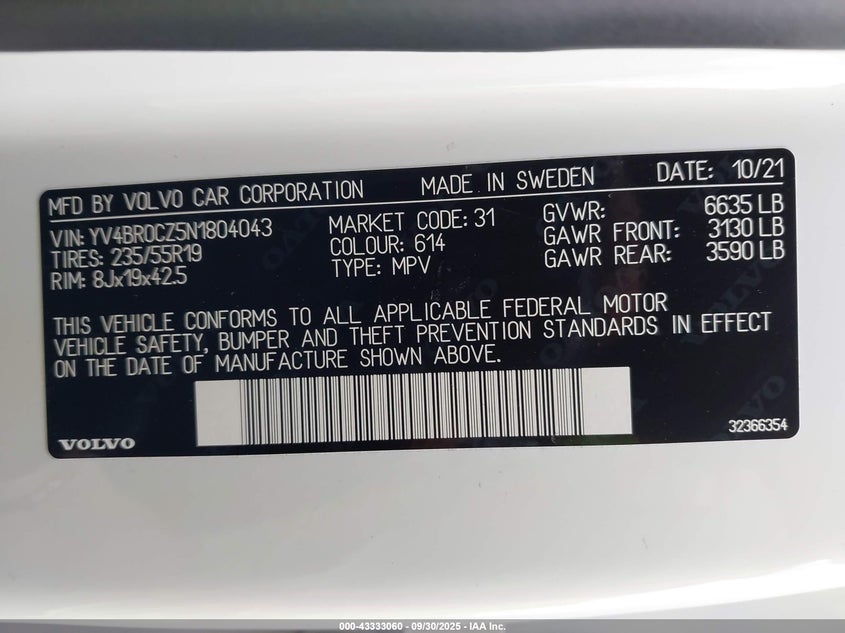 MFD BY VOLVO CAR CORPORATION MADE IN SWEDEN DATE: 10/21
VIN: YV4BR0CZ5N1804043 MARKET CODE: 31 GVWR: 6635 LB
TIRES: 235/55R19 COLOUR: 614 GAWR FRONT: 3130 LB
RIM: 8Jx19x42.5 TYPE: MPV GAWR REAR: 3590 LB
THIS VEHICLE CONFORMS TO ALL APPLICABLE FEDERAL MOTOR
VEHICLE SAFETY, BUMPER AND THEFT PREVENTION STANDARDS IN EFFECT
ON THE DATE OF MANUFACTURE SHOWN ABOVE.
VOLVO 32366354
000-43333060 - 09/30/2025 - IAA Inc.